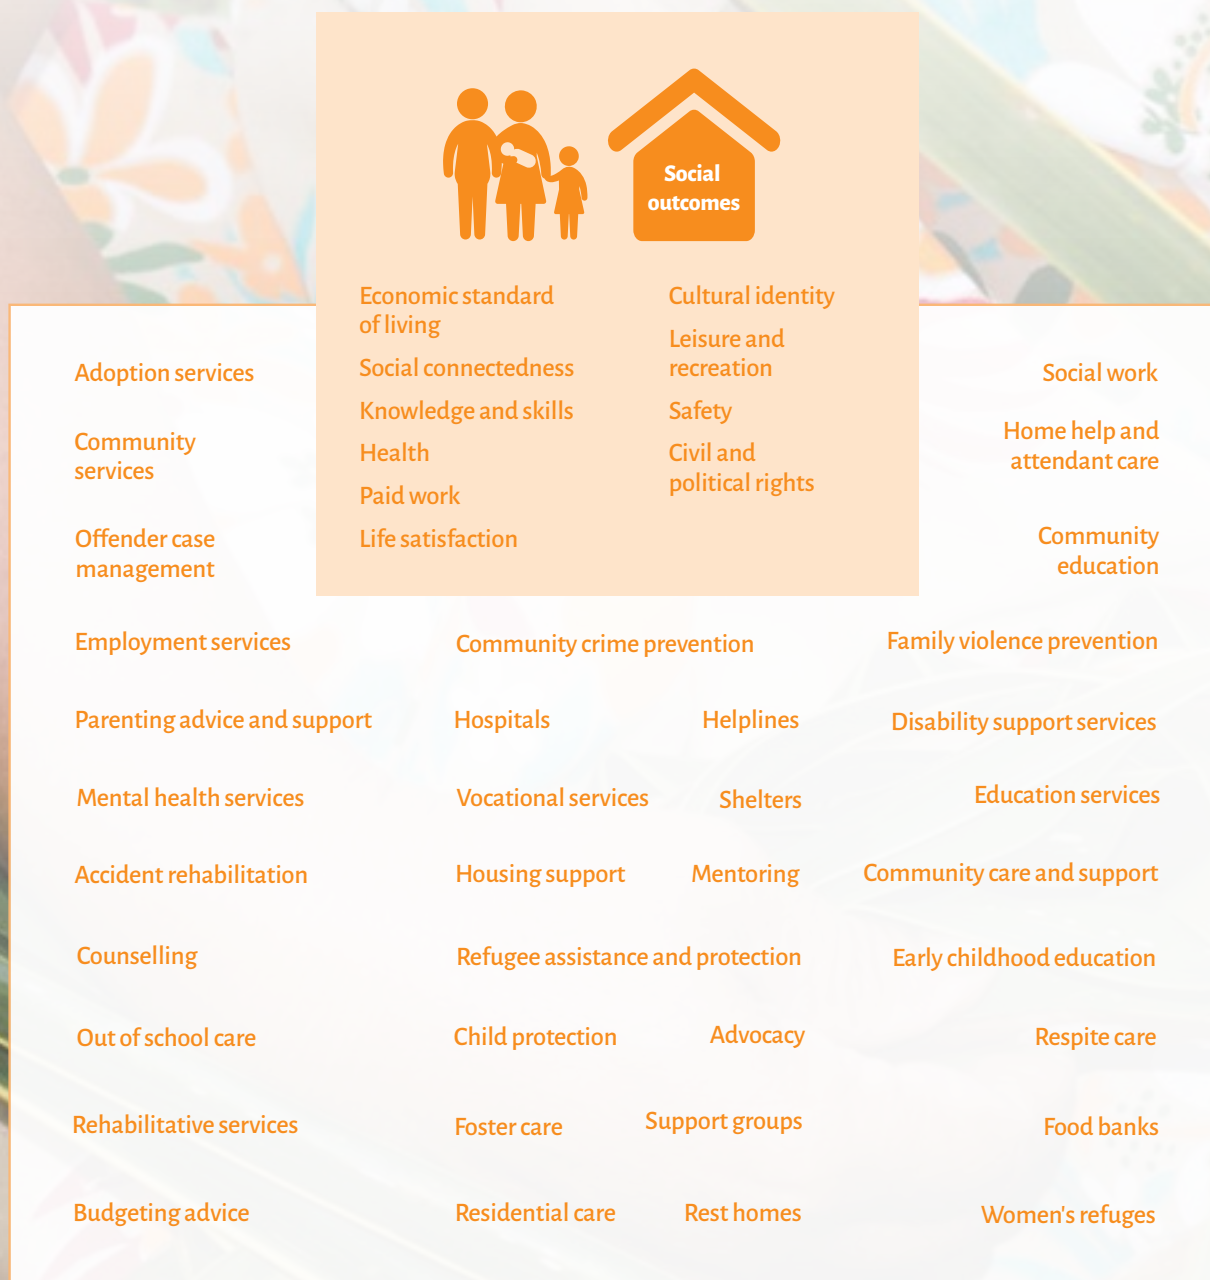 Social
outcomes
Economic standard
of living
Social connectedness
Knowledge and skills
Health
Paid work
Life satisfaction
Cultural identity
Leisure and
recreation
Safety
Civil and
political rights
Adoption services
Community
services
Offender case
management
Social work
Home help and
attendant care
Community
education
Employment services
Community crime prevention
Family violence prevention
Parenting advice and support
Hospitals
Helplines
Disability support services
Mental health services
Vocational services
Shelters
Education services
Accident rehabilitation
Housing support
Mentoring
Community care and support
Counselling
Refugee assistance and protection
Early childhood education
Out of school care
Child protection
Advocacy
Respite care
Rehabilitative services
Foster care
Support groups
Food banks
Budgeting advice
Residential care
Rest homes
Women's refuges